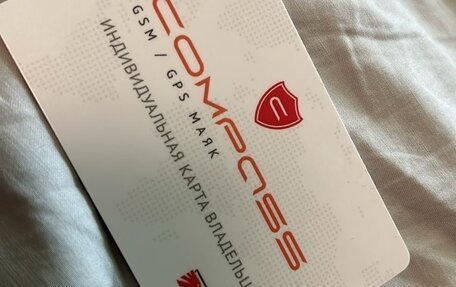 COMPASS
GSM / GPS МАЯК
ИНДИВИДУАЛЬНАЯ КАРТА ВЛАДЕЛЬЦ